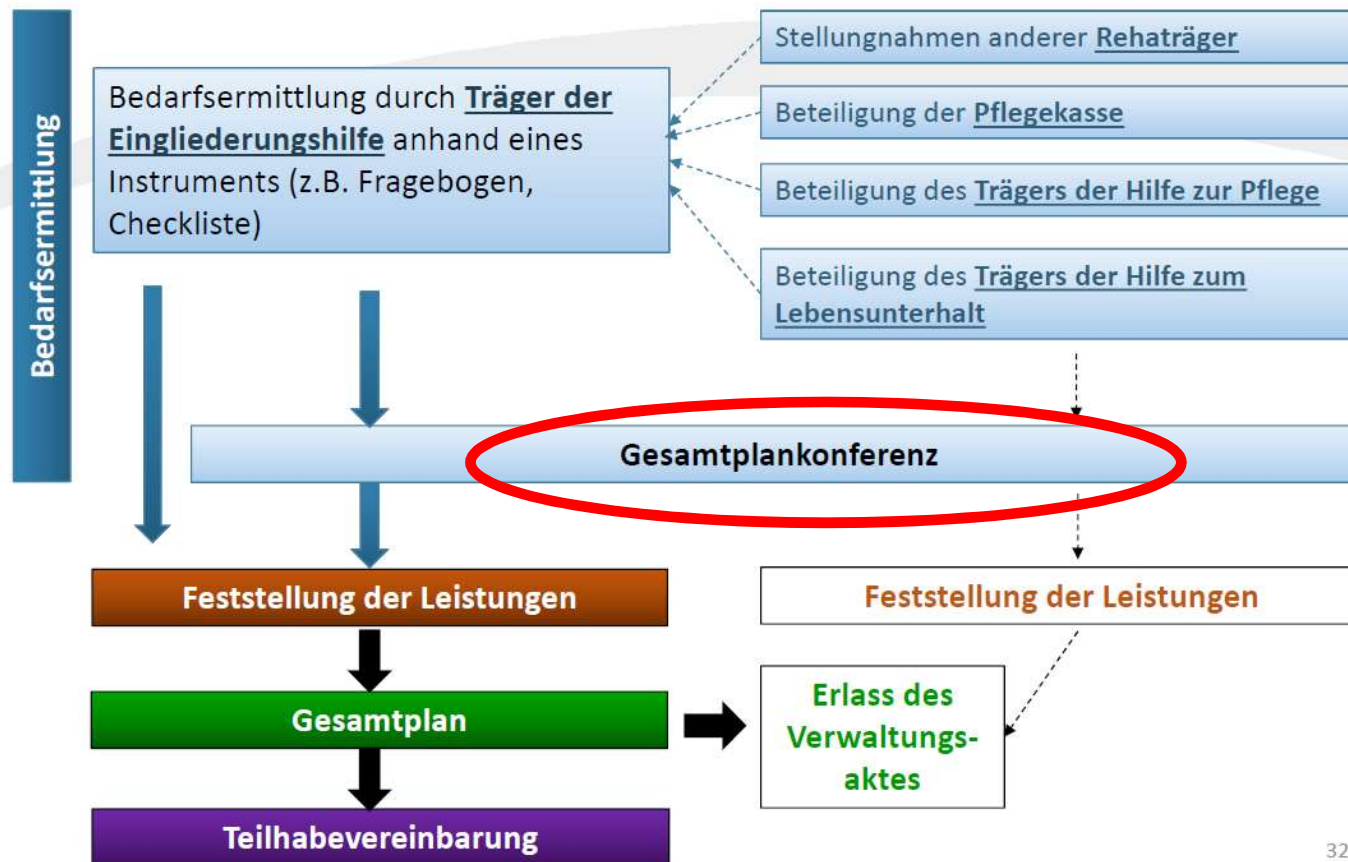 Bedarfsermittlung
Bedarfsermittlung durch Träger der
Eingliederungshilfe anhand eines
Instruments (z.B. Fragebogen,
Checkliste)
Stellungnahmen anderer Rehaträger
Beteiligung der Pflegekasse
Beteiligung des Trägers der Hilfe zur Pflege
Beteiligung des Trägers der Hilfe zum
Lebensunterhalt
Gesamtplankonferenz
Feststellung der Leistungen
Feststellung der Leistungen
Gesamtplan
Erlass des
Verwaltungs-
aktes
Teilhabevereinbarung
32